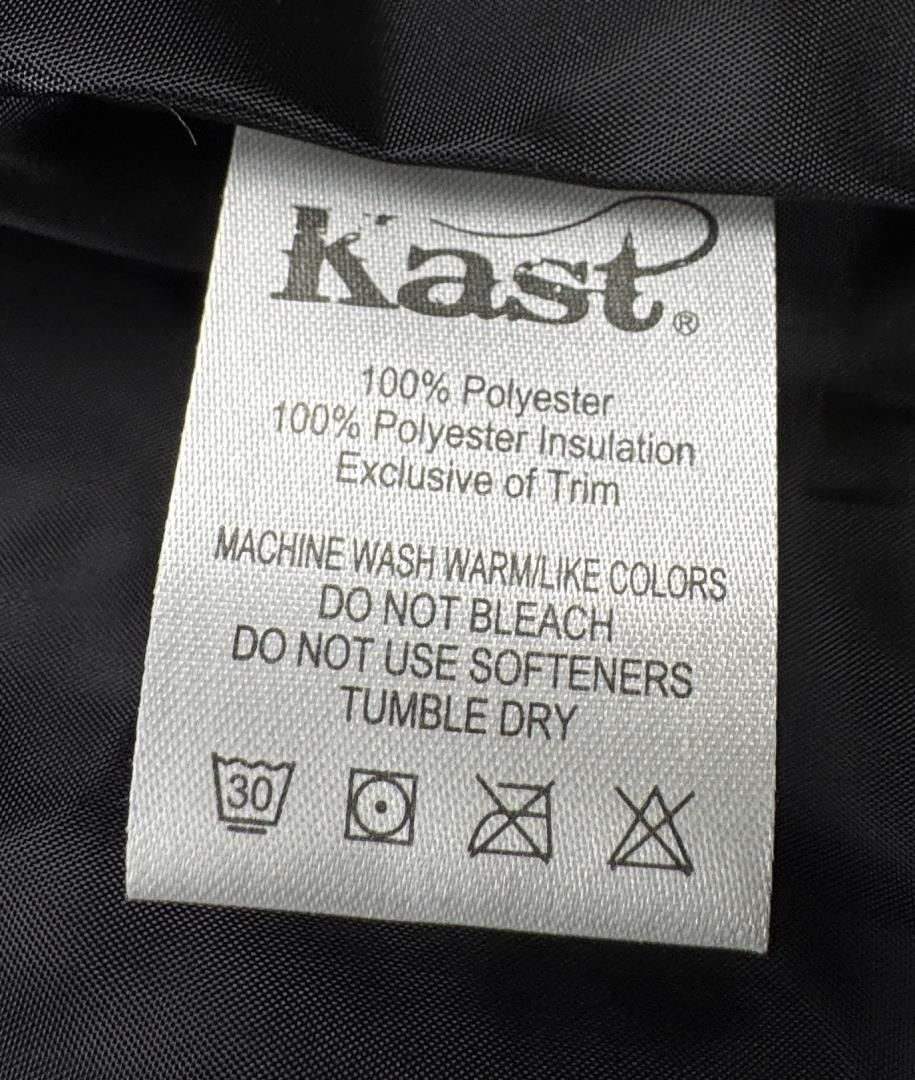 Kast®
100% Polyester
100% Polyester Insulation
Exclusive of Trim
MACHINE WASH WARM/LIKE COLORS
DO NOT BLEACH
DO NOT USE SOFTENERS
TUMBLE DRY
30